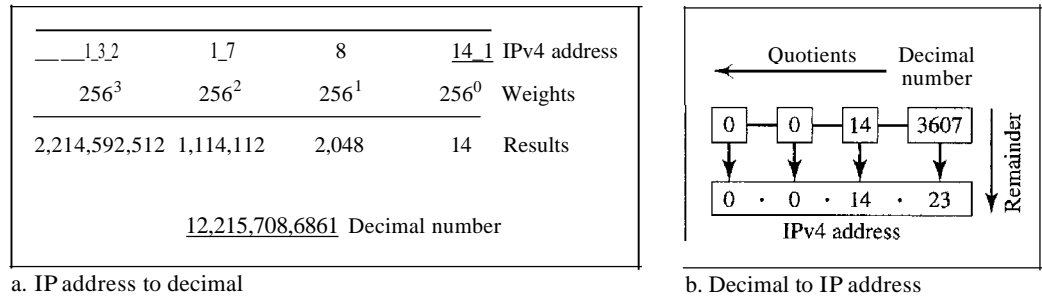 __ __1_3_2 1_7 8 14_1 IPv4 address
256³ 256² 256¹ 256⁰ Weights
2,214,592,512 1,114,112 2,048 14 Results
12,215,708,6861 Decimal number
a. IP address to decimal
Quotients Decimal
number
0 0 14 3607
Remainder
0 . 0 . 14 . 23
IPv4 address
b. Decimal to IP address